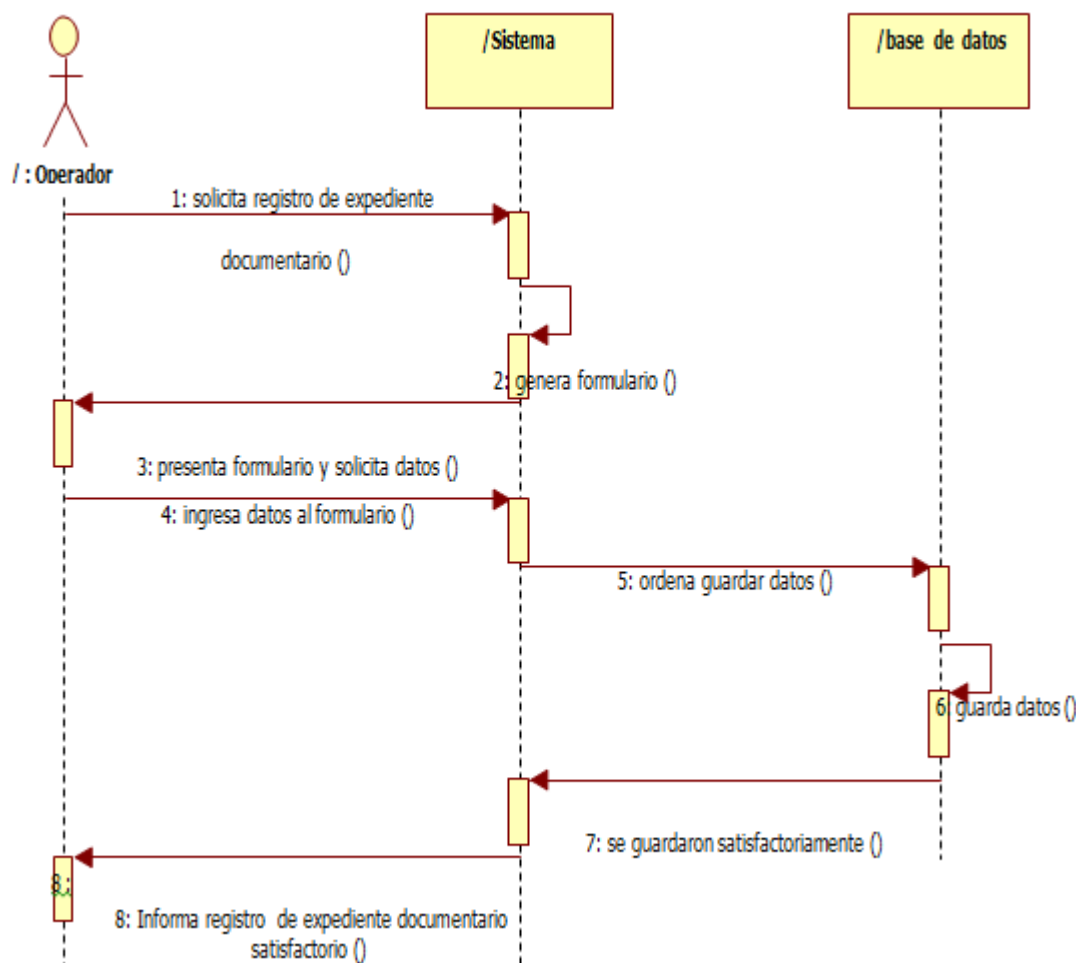 /Sistema
/base de datos
/ : Operador
1: solicita registro de expediente
documentario ()
2: genera formulario ()
3: presenta formulario y solicita datos ()
4: ingresa datos al formulario ()
5: ordena guardar datos ()
6: guarda datos ()
7: se guardaron satisfactoriamente ()
8 :
8: Informa registro de expediente documentario
satisfactorio ()